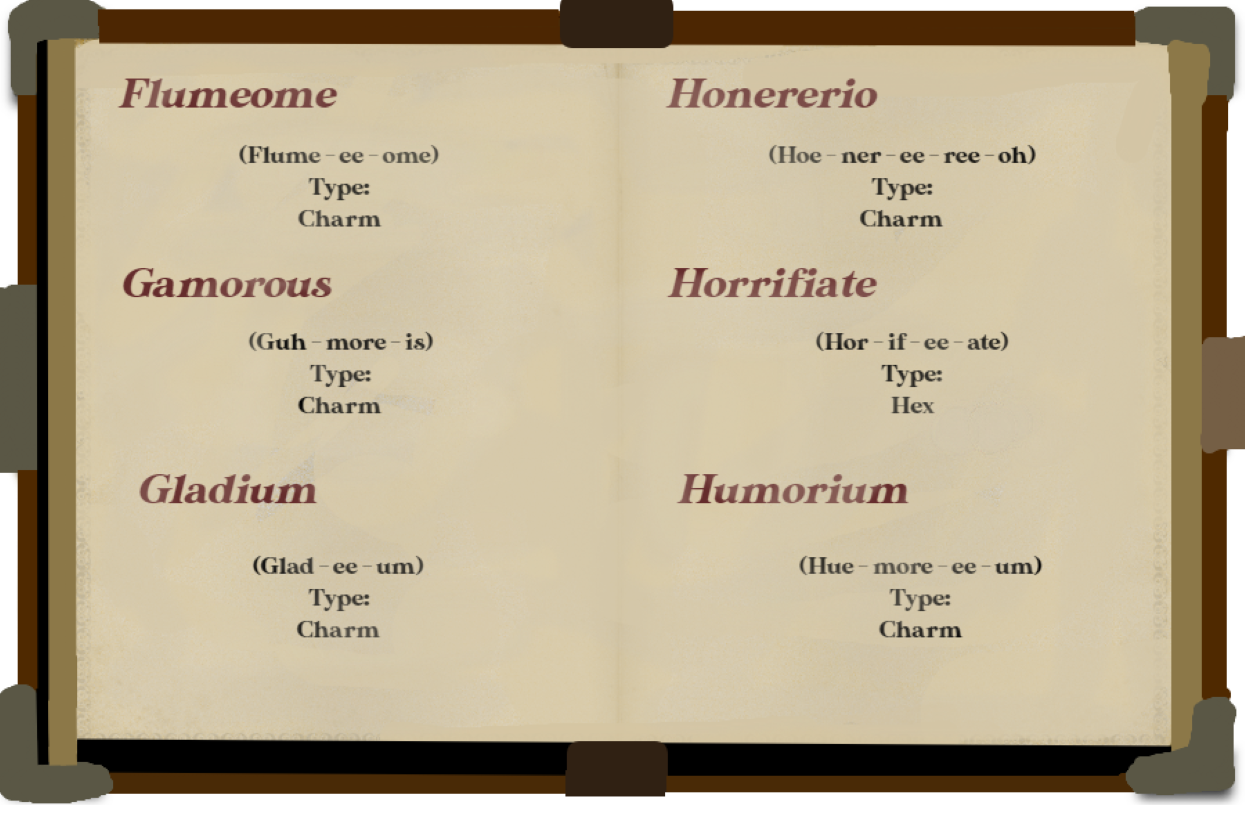 Flumeome
(Flume - ee - ome)
Type:
Charm
Gamorous
(Guh - more - is)
Type:
Charm
Gladium
(Glad - ee - um)
Type:
Charm
Honererio
(Hoe - ner - ee - ree - oh)
Type:
Charm
Horrifiate
(Hor - if - ee - ate)
Type:
Hex
Humorium
(Hue - more - ee - um)
Type:
Charm